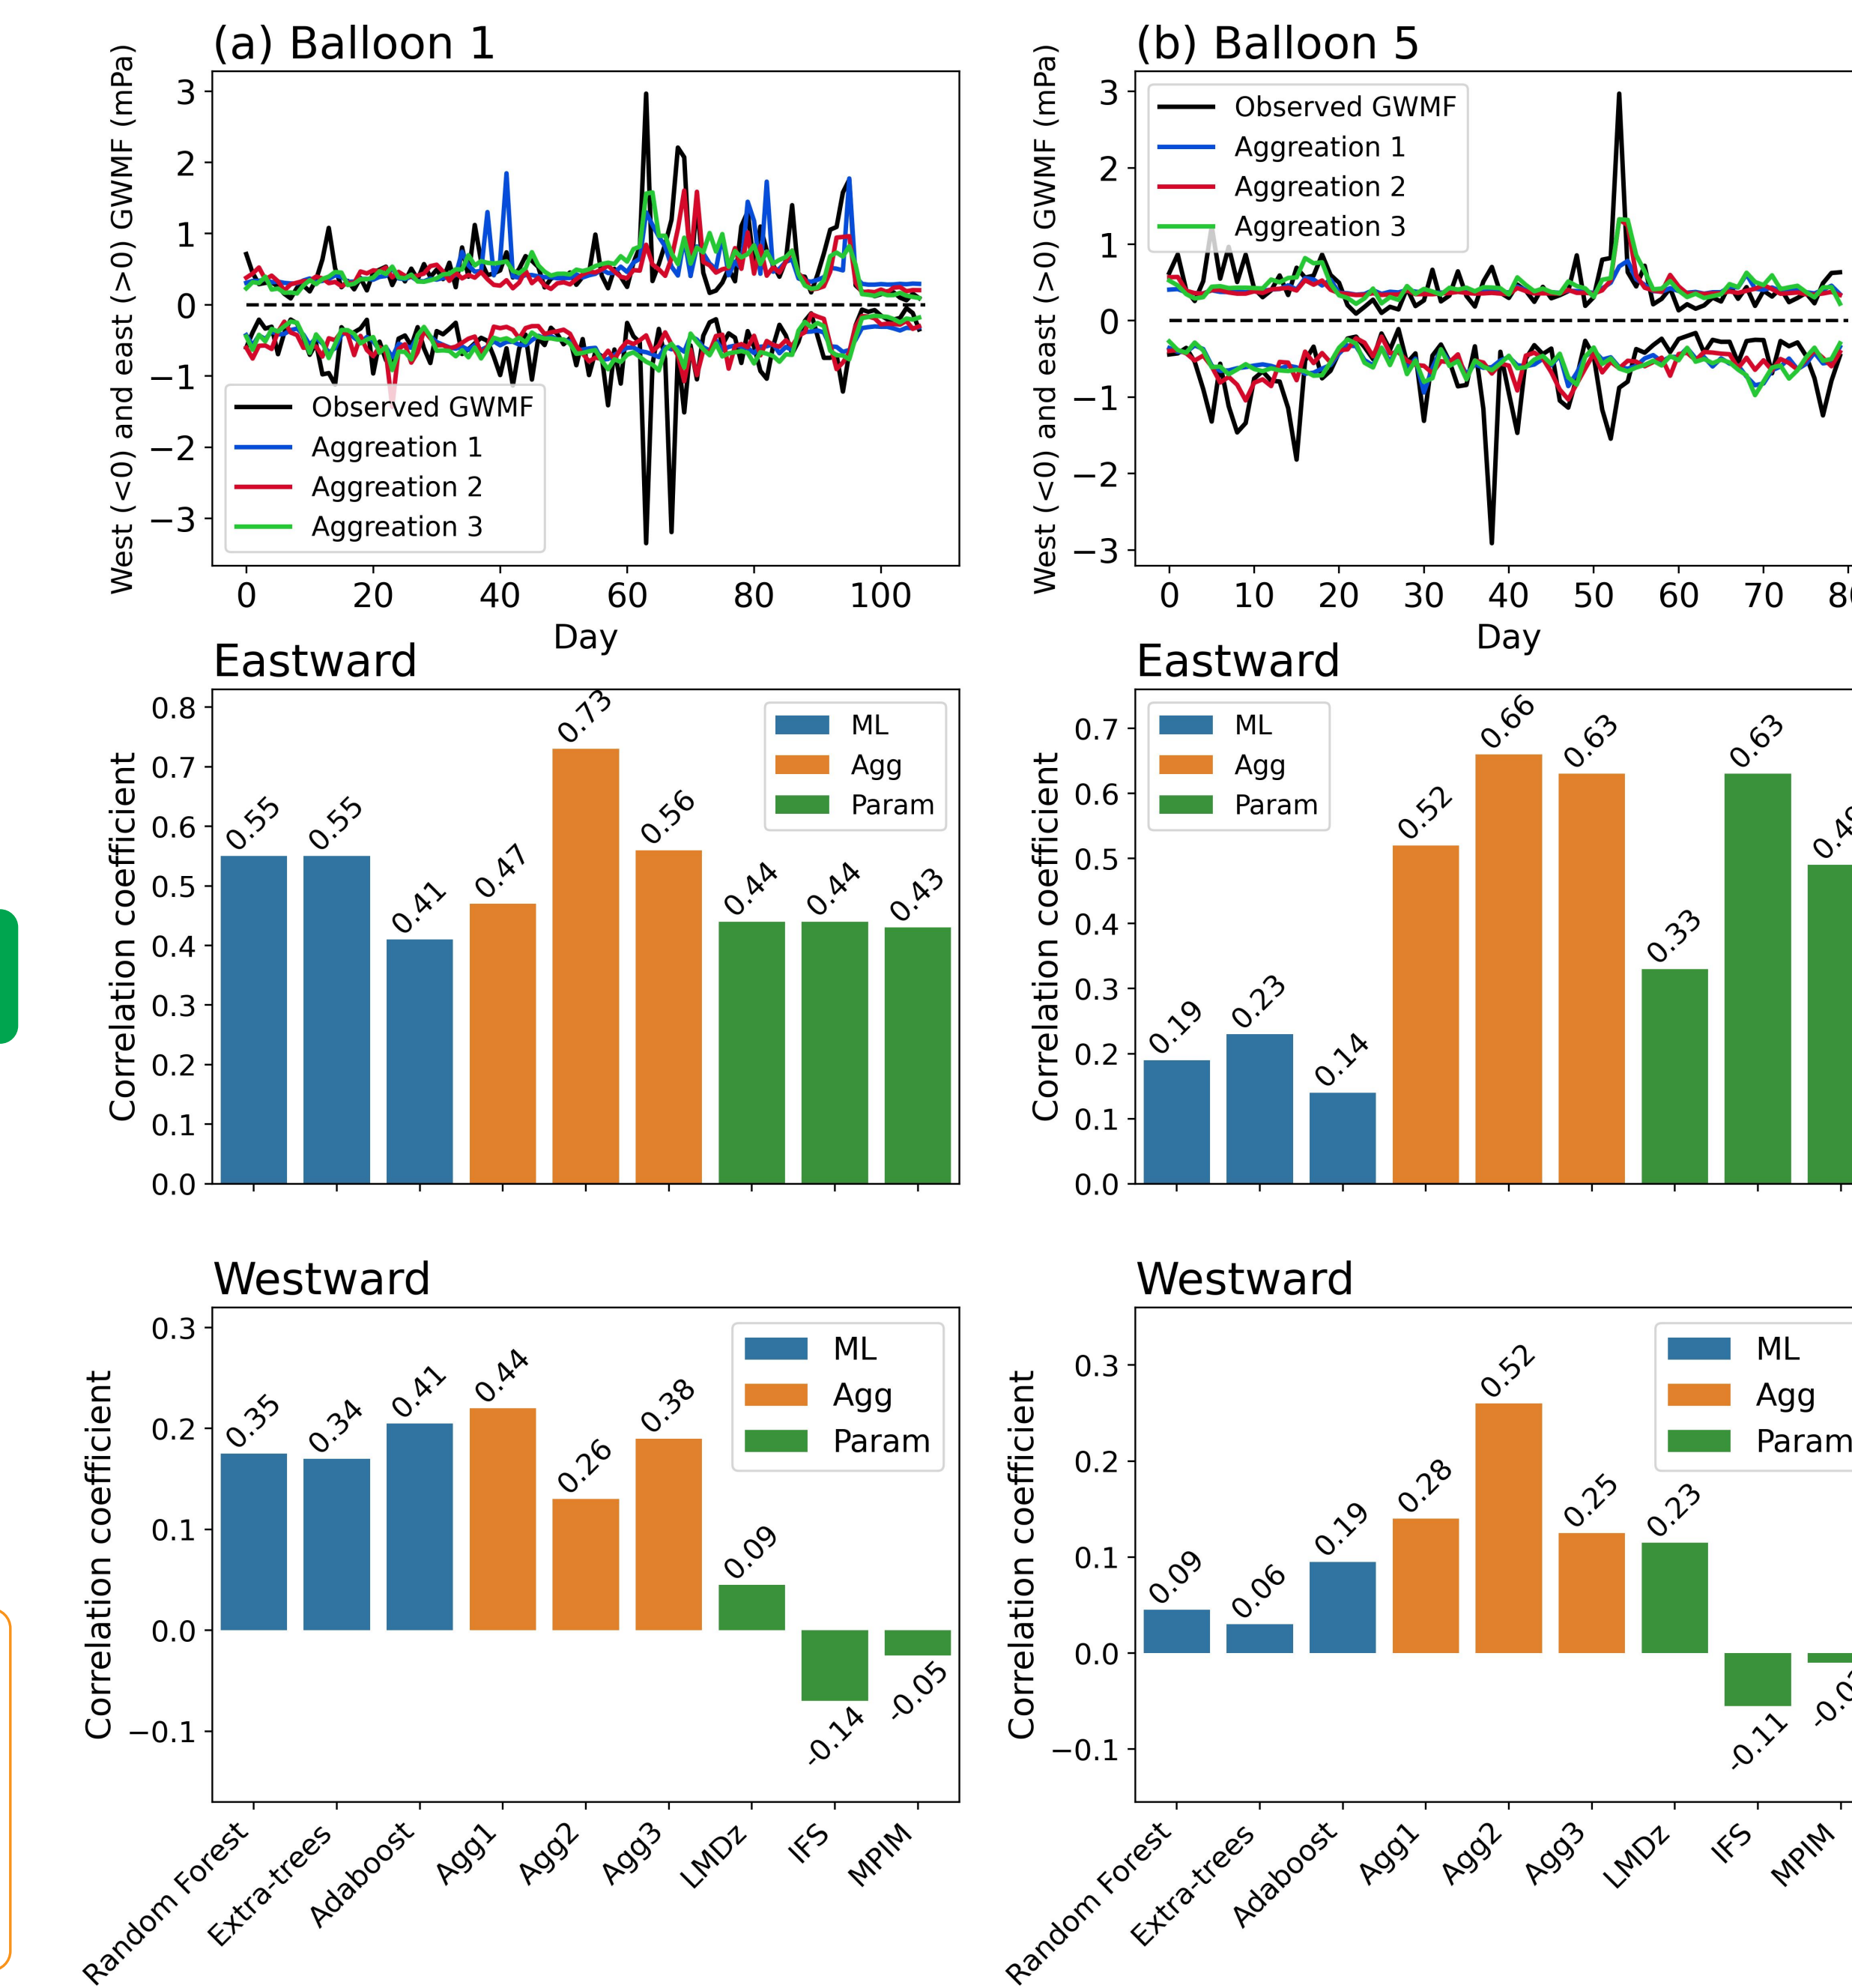 (a) Balloon 1
West (<0) and east (>0) GWMF (mPa)
3
2
1
0
−1
−2
−3
Observed GWMF
Aggreation 1
Aggreation 2
Aggreation 3
0 20 40 60 80 100
Day
(b) Balloon 5
West (<0) and east (>0) GWMF (mPa)
3
2
1
0
−1
−2
−3
Observed GWMF
Aggreation 1
Aggreation 2
Aggreation 3
0 10 20 30 40 50 60 70
Day
Eastward
Correlation coefficient
0.8
0.7
0.6
0.5
0.4
0.3
0.2
0.1
0.0
0.55 0.55 0.41 0.47 0.73 0.56 0.44 0.44 0.43
ML
Agg
Param
Eastward
Correlation coefficient
0.7
0.6
0.5
0.4
0.3
0.2
0.1
0.0
0.19 0.23 0.14 0.52 0.66 0.63 0.33 0.63
ML
Agg
Param
Westward
Correlation coefficient
0.3
0.2
0.1
0.0
−0.1
0.35 0.34 0.41 0.44 0.26 0.38 0.09 -0.14 -0.05
ML
Agg
Param
Random Forest
Extra-trees
Adaboost
Agg1
Agg2
Agg3
LMDz
IFS
MPIM
Westward
Correlation coefficient
0.3
0.2
0.1
0.0
−0.1
0.09 0.06 0.19 0.28 0.52 0.25 0.23 -0.11
ML
Agg
Param
Random Forest
Extra-trees
Adaboost
Agg1
Agg2
Agg3
LMDz
IFS
MPIM